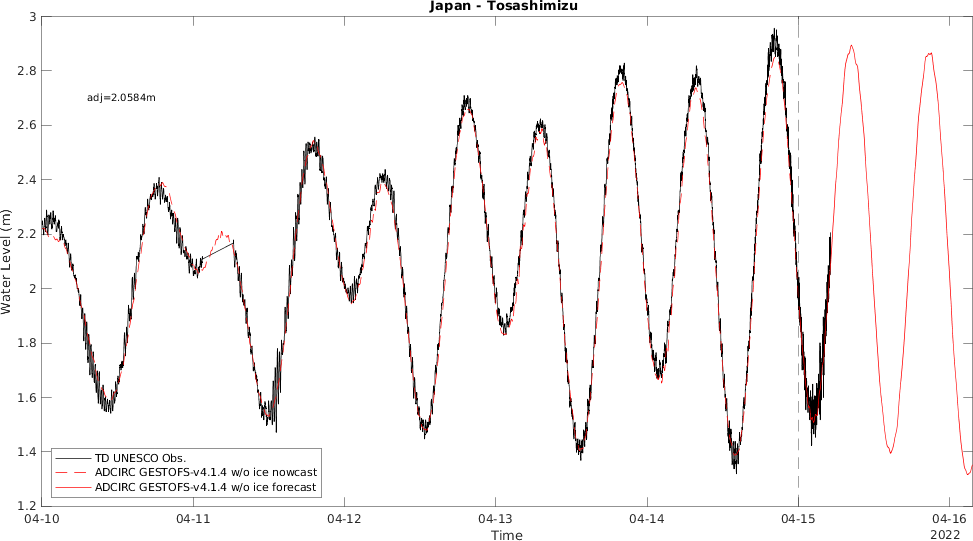 Japan - Tosashimizu
3
2.8
2.6
2.4
2.2
2
1.8
1.6
1.4
1.2
Water Level (m)
adj=2.0584m
TD UNESCO Obs.
ADCIRC GESTOFS-v4.1.4 w/o ice nowcast
ADCIRC GESTOFS-v4.1.4 w/o ice forecast
04-10 04-11 04-12 04-13 04-14 04-15 04-16
Time
2022